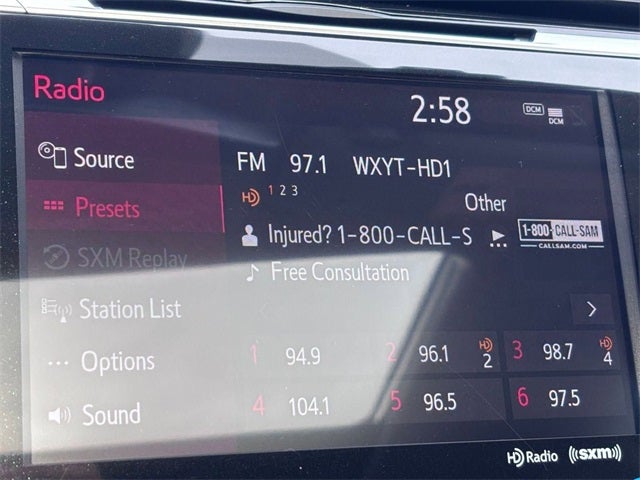 Radio
2:58
DCM
DCM
Source
FM 97.1 WXYT-HD1
HD 1 2 3
Presets
Other
Injured? 1-800-CALL-S
1-800-CALL-SAM
CALLSAM.COM
SXM Replay
Free Consultation
Station List
1 94.9
2 96.1 HD 2
3 98.7 HD 4
Options
4 104.1
5 96.5
6 97.5
Sound
HD Radio
((sxm))